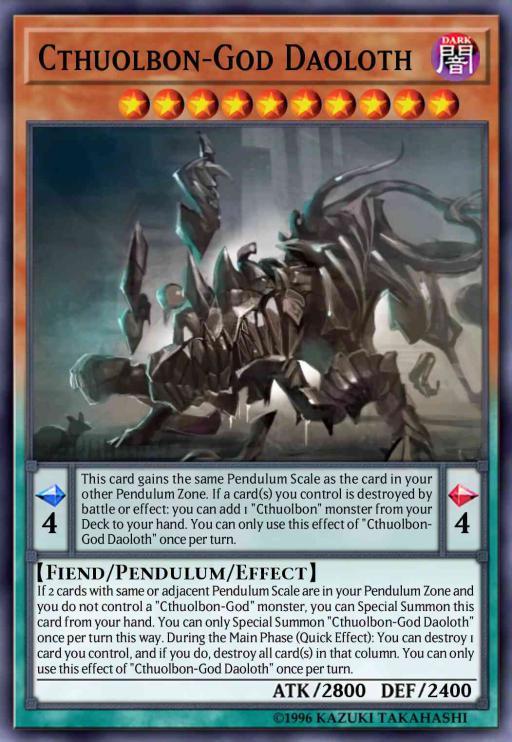 CTHUOLBON-GOD DAOLOTH
DARK
闇
This card gains the same Pendulum Scale as the card in your
other Pendulum Zone. If a card(s) you control is destroyed by
battle or effect: you can add 1 "Cthuolbon" monster from your
Deck to your hand. You can only use this effect of "Cthuolbon-
God Daoloth" once per turn.
4
4
【FIEND/PENDULUM/EFFECT】
If 2 cards with same or adjacent Pendulum Scale are in your Pendulum Zone and
you do not control a "Cthuolbon-God" monster, you can Special Summon this
card from your hand. You can only Special Summon "Cthuolbon-God Daoloth"
once per turn this way. During the Main Phase (Quick Effect): You can destroy 1
card you control, and if you do, destroy all card(s) in that column. You can only
use this effect of "Cthuolbon-God Daoloth" once per turn.
ATK/2800 DEF/2400
©1996 KAZUKI TAKAHASHI